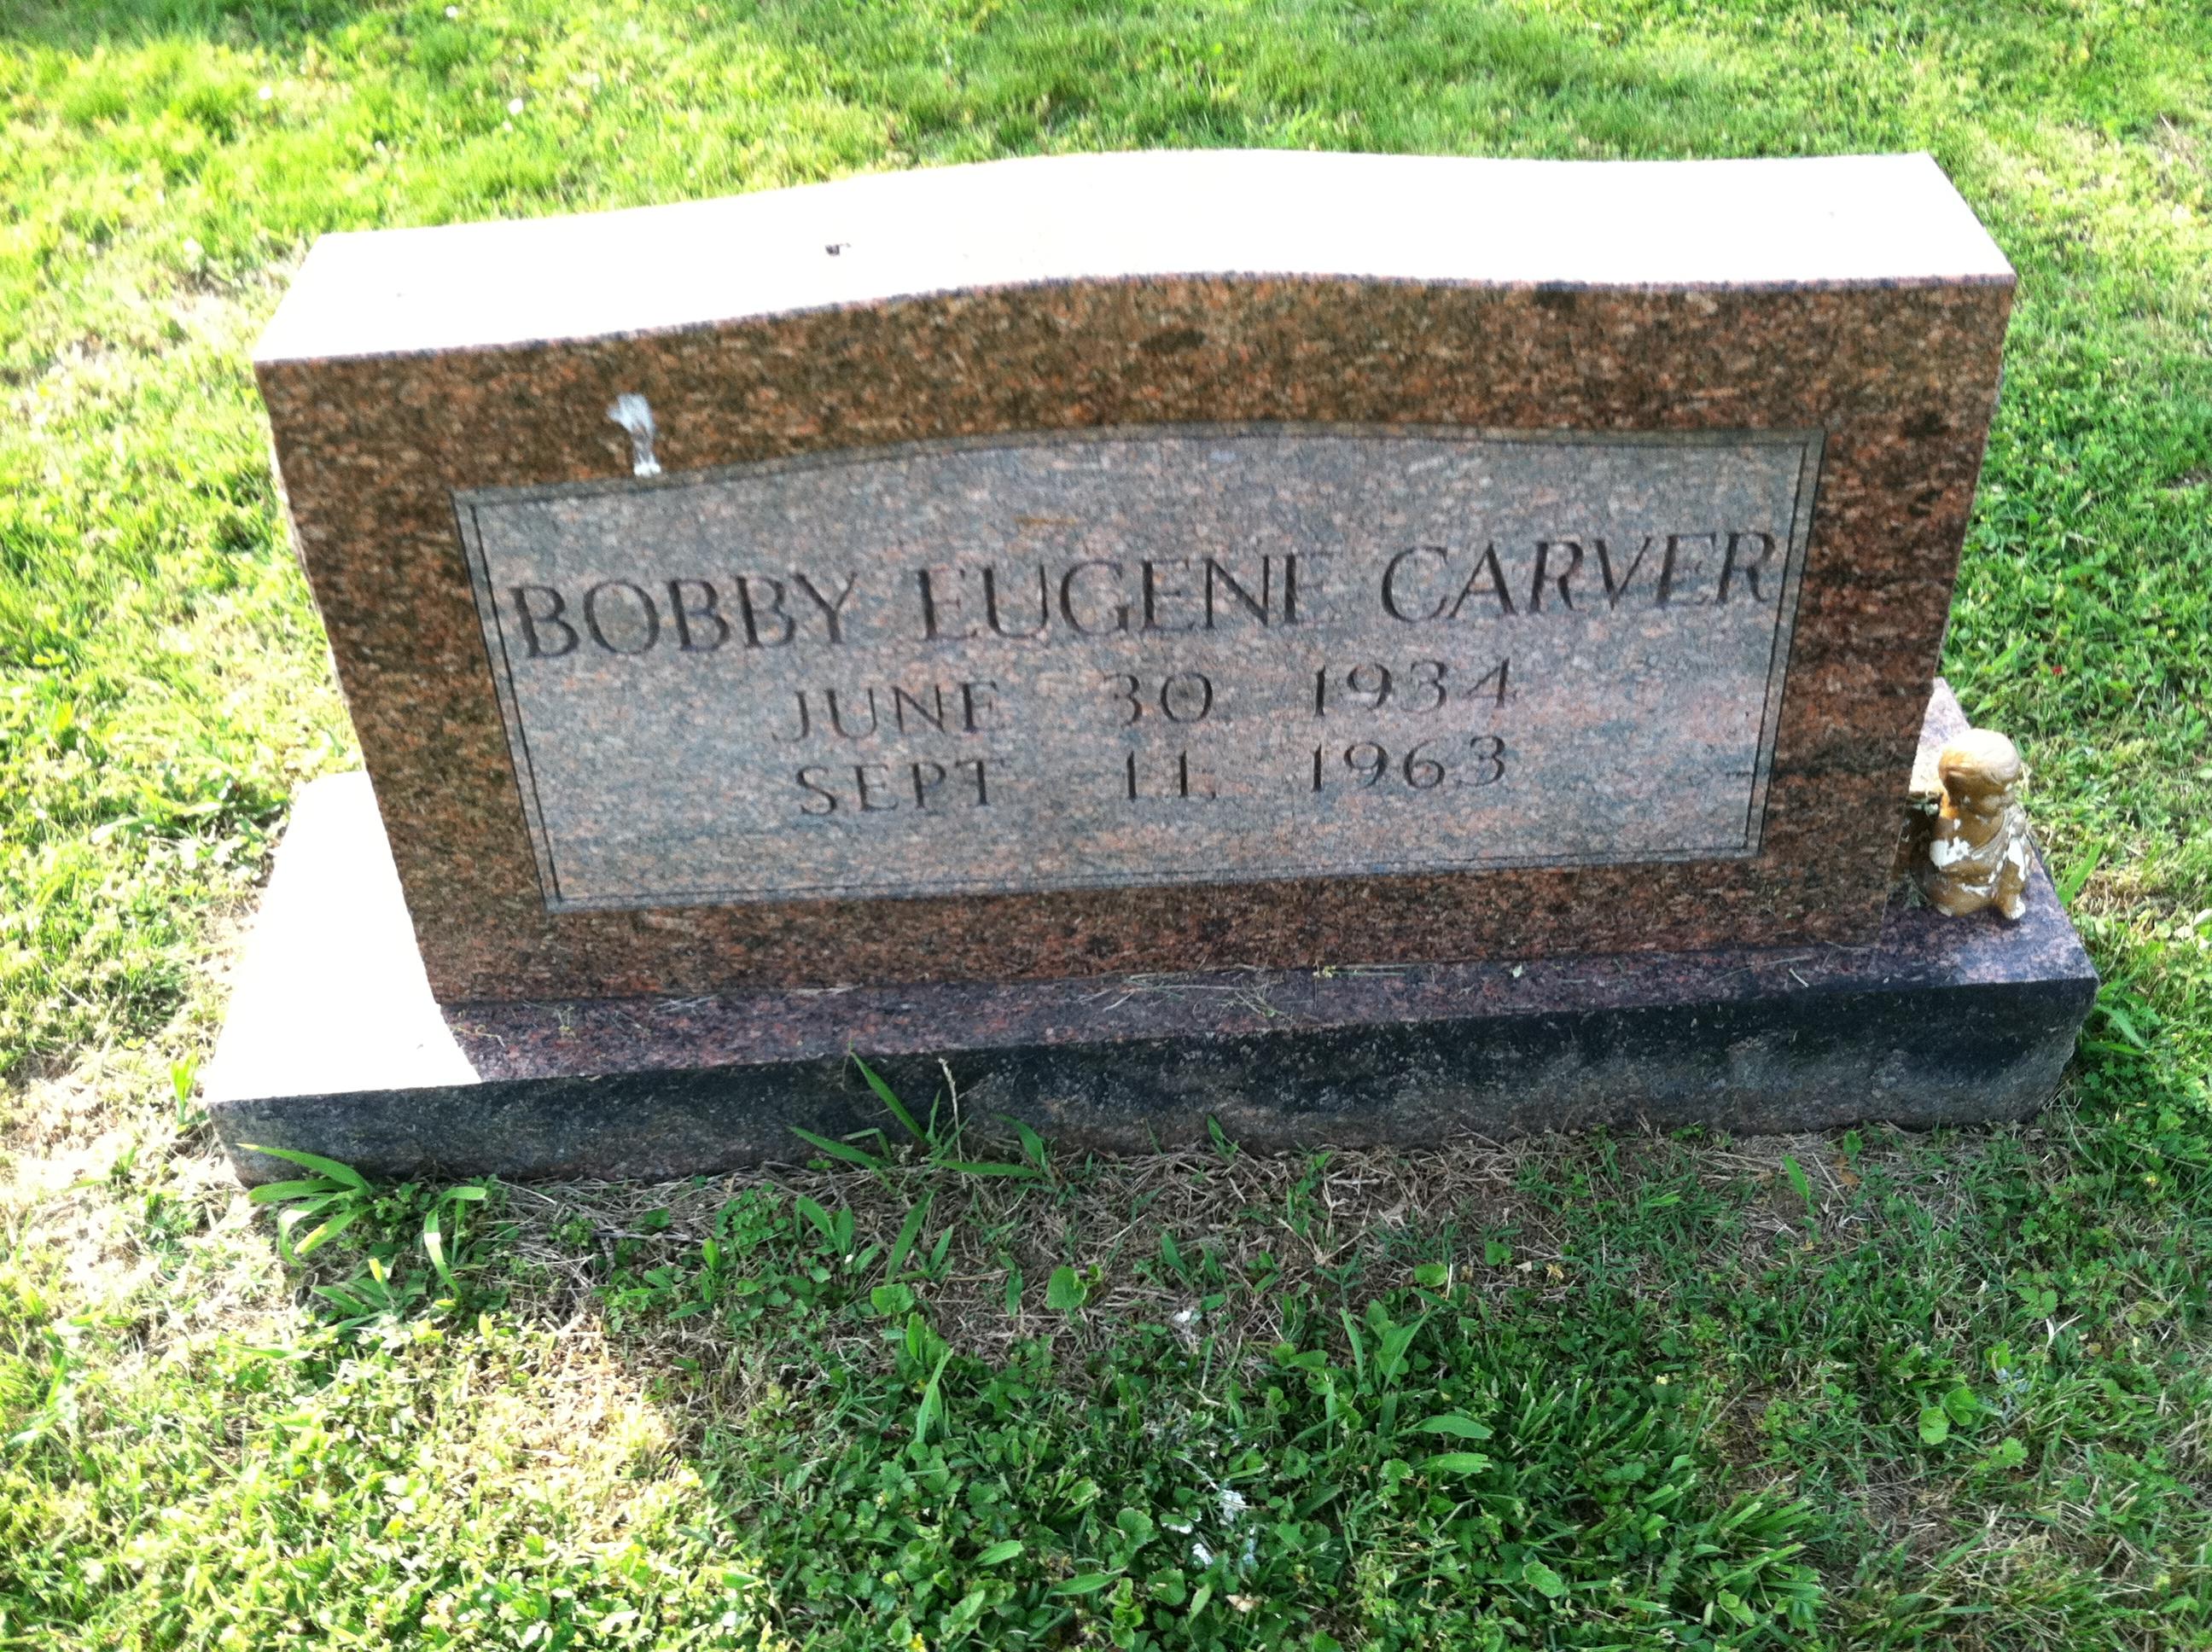 BOBBY EUGENE CARVER
JUNE 30 1934
SEPT 11 1963